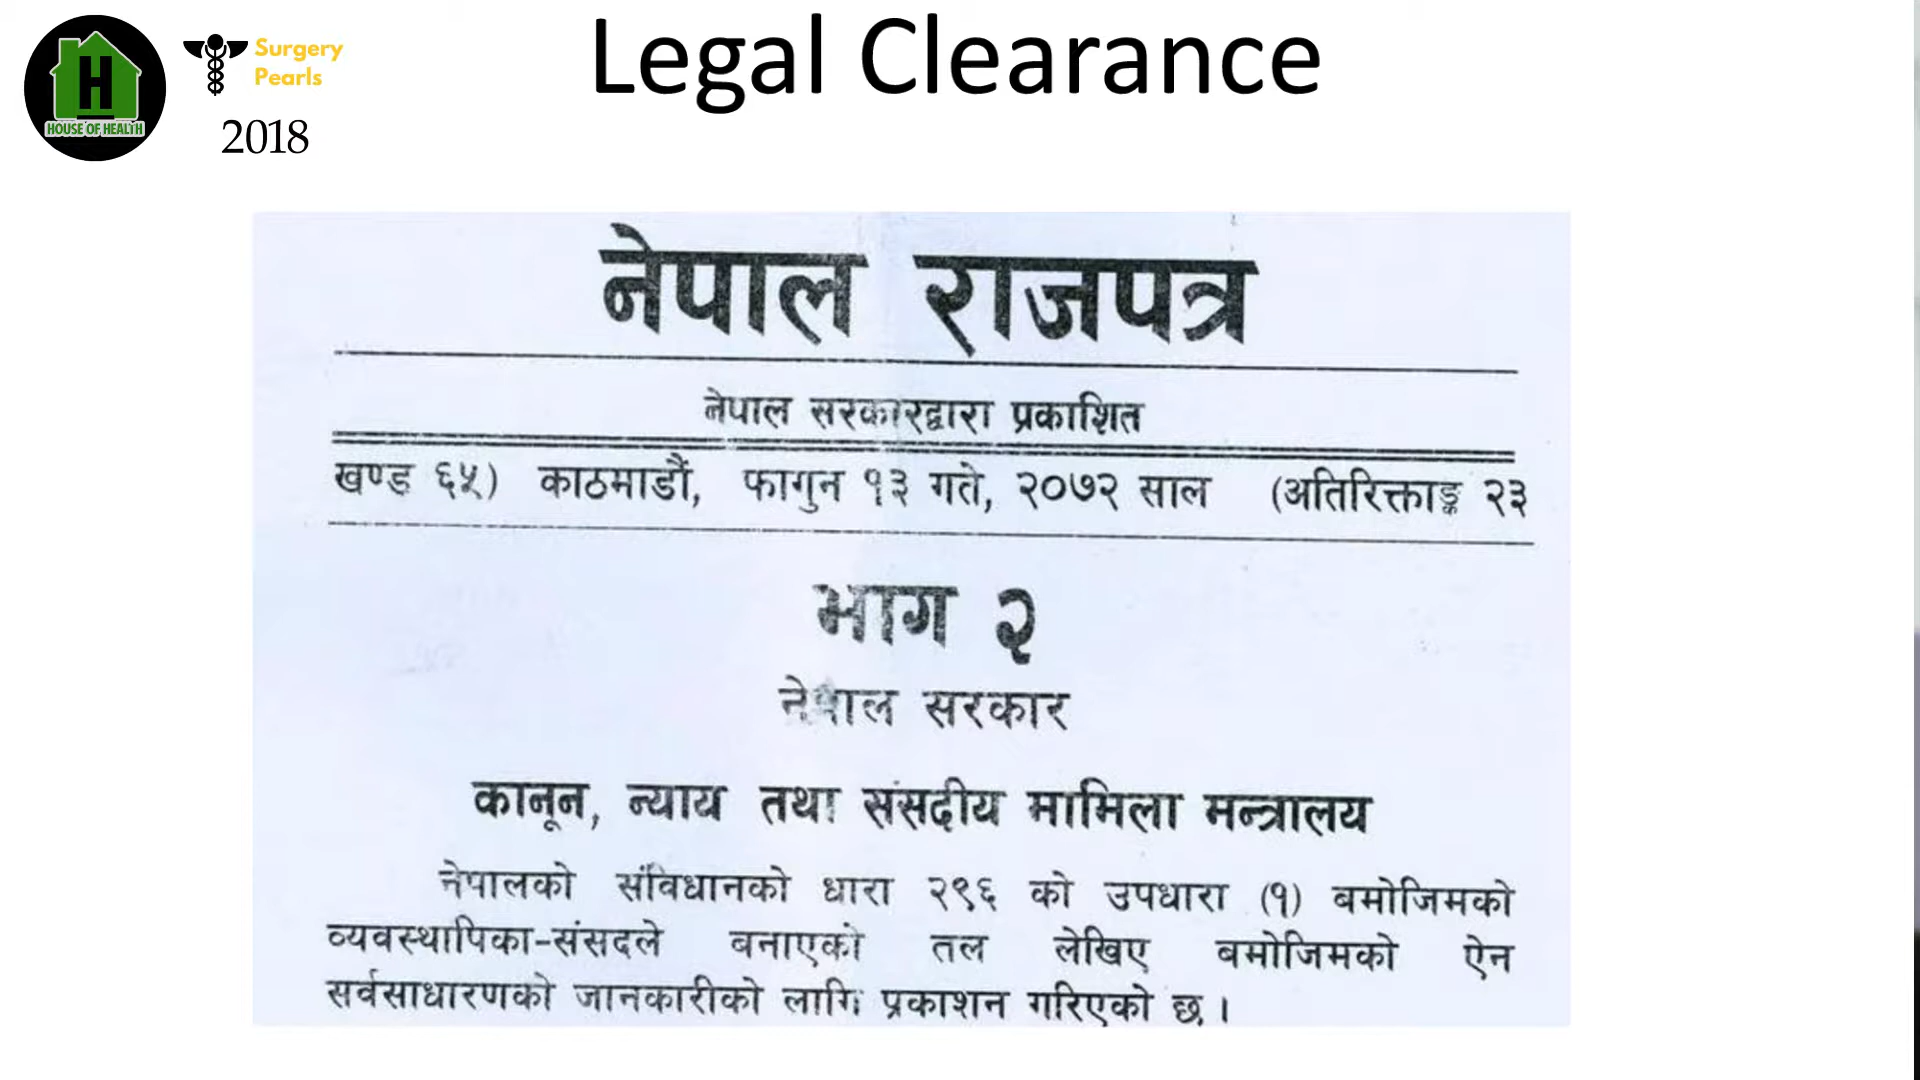 Legal Clearance
H
HOUSE OF HEALTH
Surgery
Pearls
2018
नेपाल राजपत्र
नेपाल सरकारद्वारा प्रकाशित
खण्ड ६५) काठमाडौं, फागुन १३ गते, २०७२ साल (अतिरिक्ताङ्क २३
भाग २
नेपाल सरकार
कानून, न्याय तथा संसदीय मामिला मन्त्रालय
नेपालको संविधानको धारा २९६ को उपधारा (१) बमोजिमको
व्यवस्थापिका-संसदले बनाएको तल लेखिए बमोजिमको ऐन
सर्वसाधारणको जानकारीको लागि प्रकाशन गरिएको छ ।